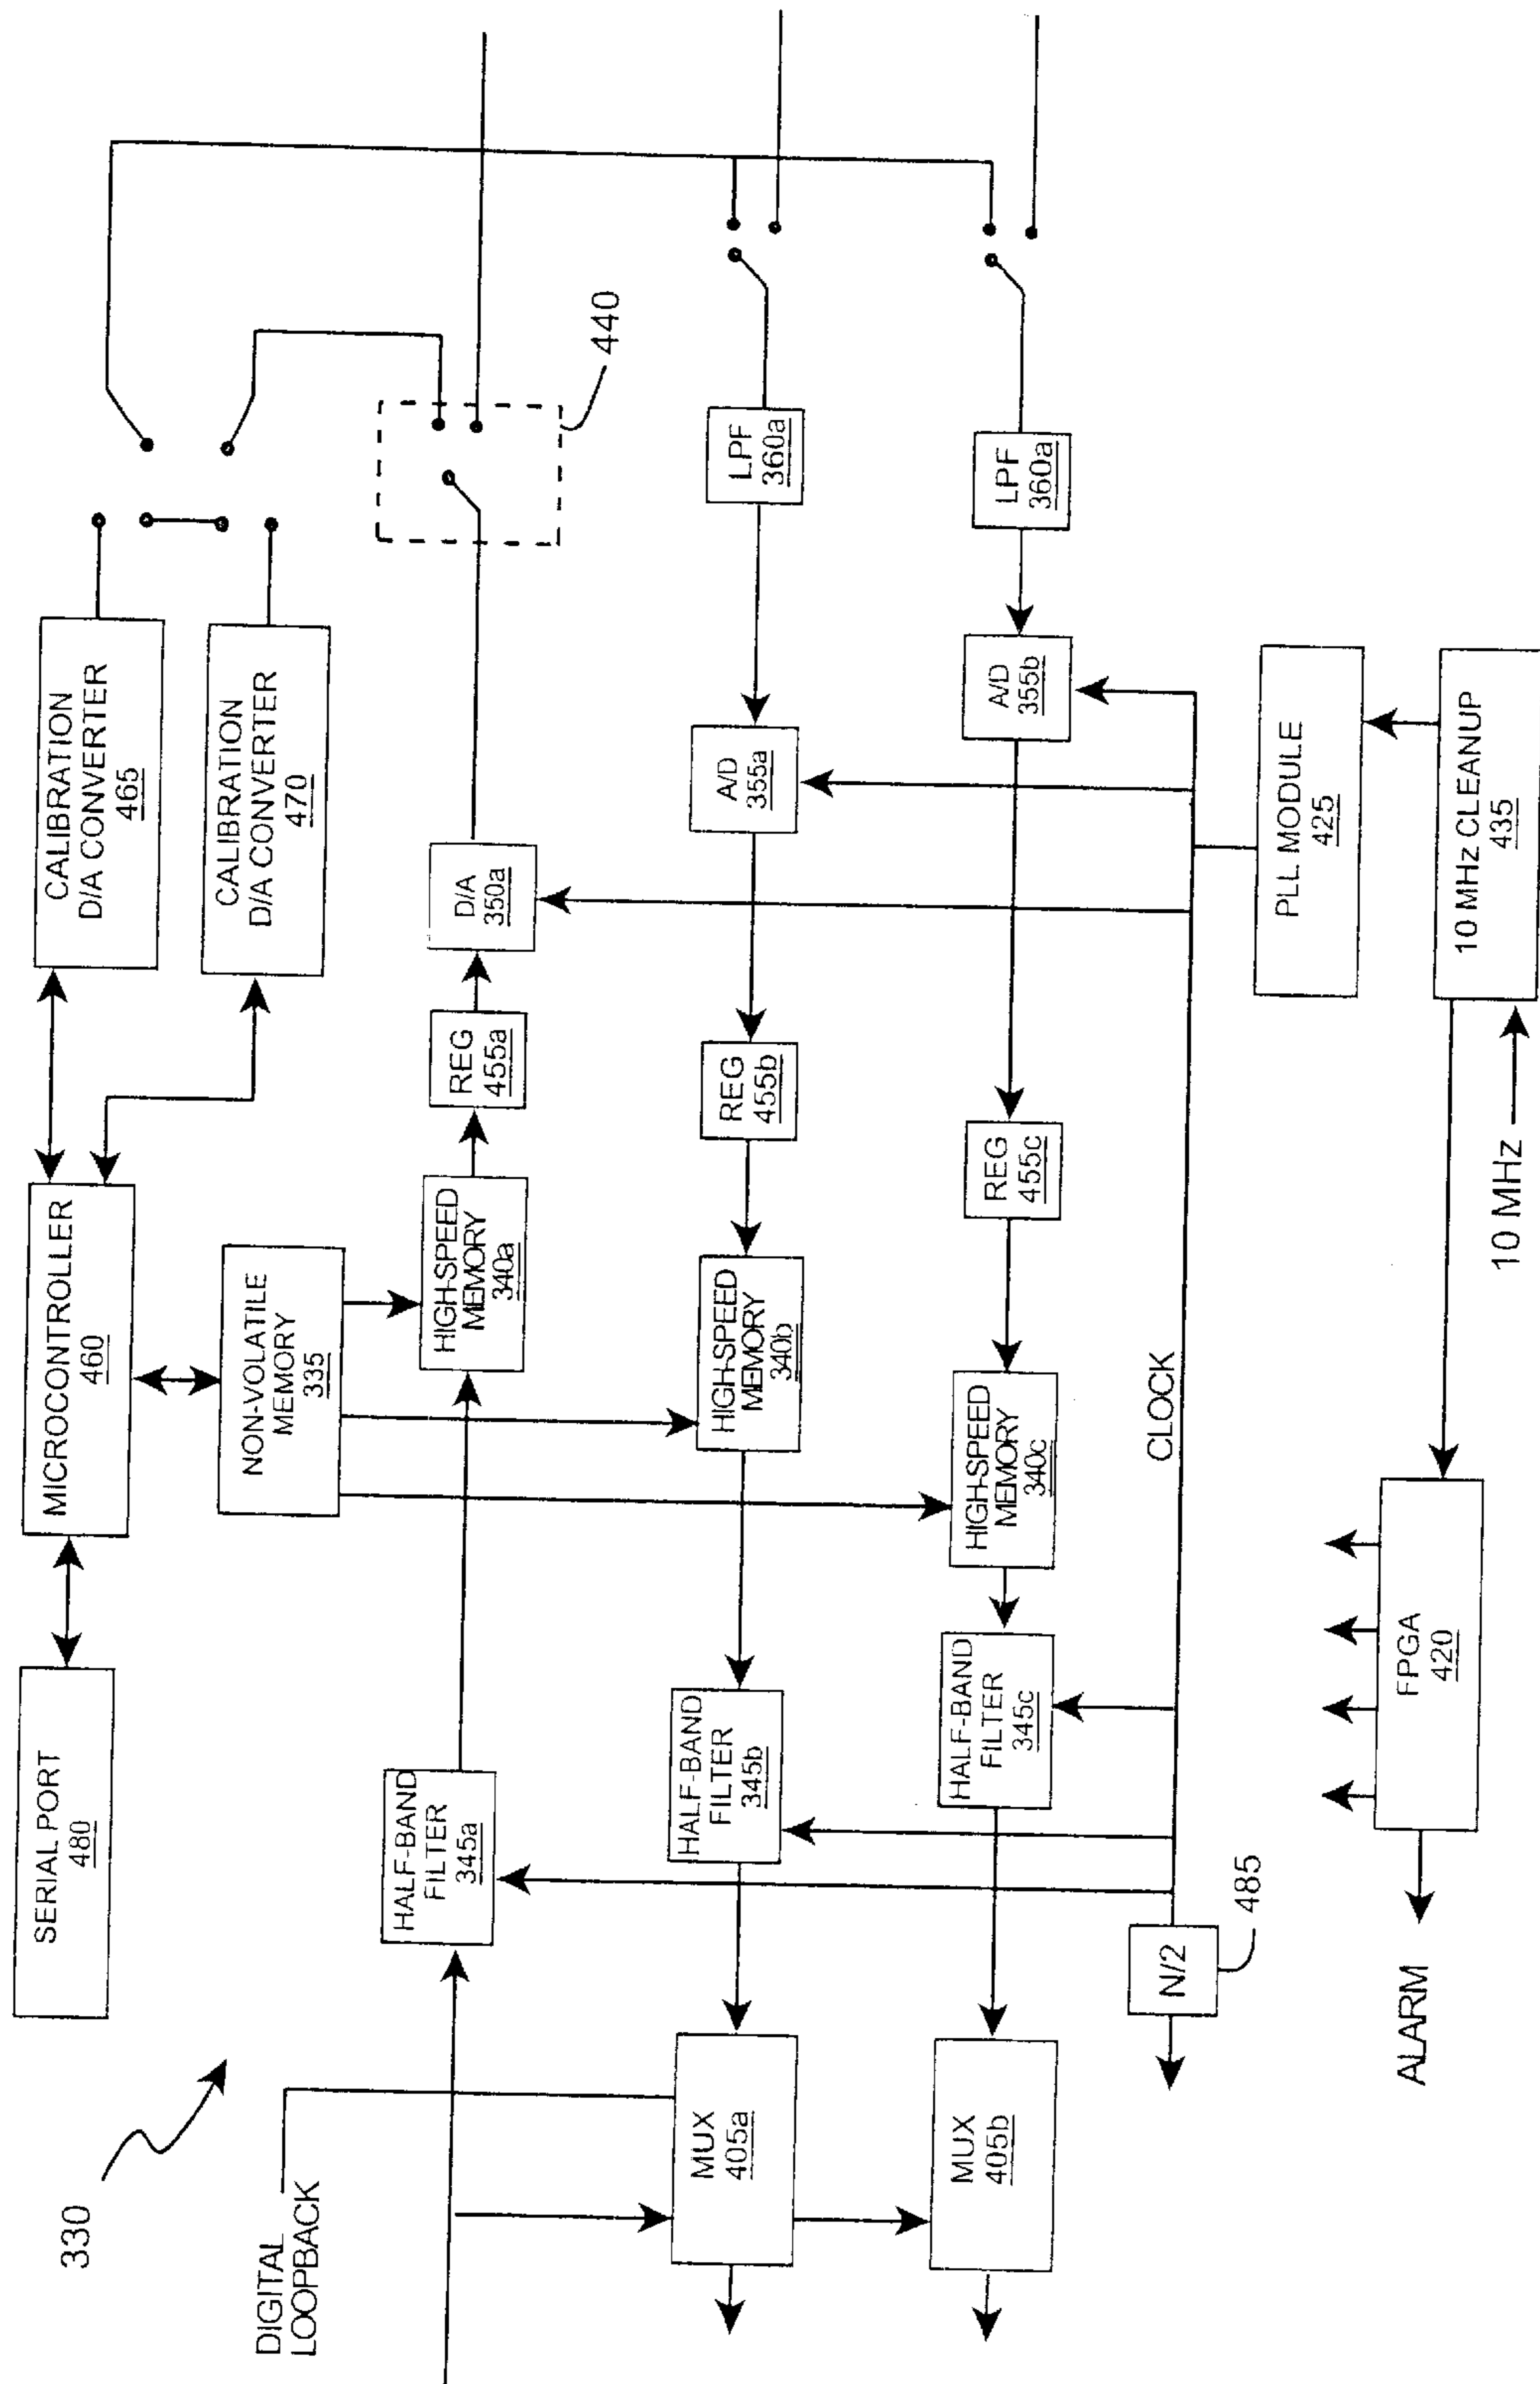 330
DIGITAL
LOOPBACK
SERIAL PORT
480
MICROCONTROLLER
460
CALIBRATION
D/A CONVERTER
465
CALIBRATION
D/A CONVERTER
470
NON-VOLATILE
MEMORY
335
HALF-BAND
FILTER
345a
HIGH-SPEED
MEMORY
340a
REG
455a
D/A
350a
440
MUX
405a
HALF-BAND
FILTER
345b
HIGH-SPEED
MEMORY
340b
REG
455b
A/D
355a
LPF
360a
MUX
405b
HALF-BAND
FILTER
345c
HIGH-SPEED
MEMORY
340c
REG
455c
A/D
355b
LPF
360a
N/2
485
CLOCK
PLL MODULE
425
ALARM
FPGA
420
10 MHz
10 MHz CLEANUP
435